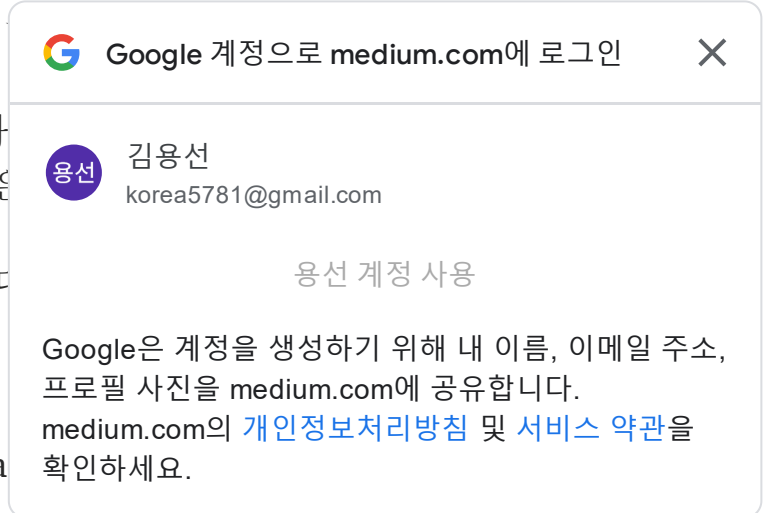 Google 계정으로 medium.com에 로그인
용선
김용선
korea5781@gmail.com
용선 계정 사용
Google은 계정을 생성하기 위해 내 이름, 이메일 주소,
프로필 사진을 medium.com에 공유합니다.
medium.com의 개인정보처리방침 및 서비스 약관을
확인하세요.